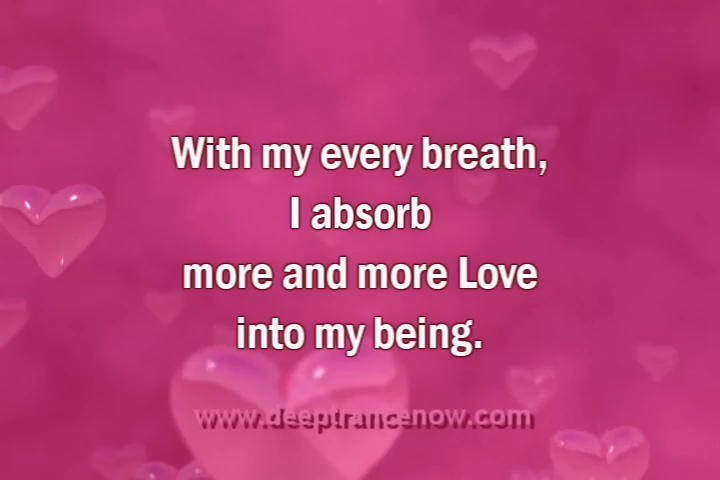 With my every breath,
I absorb
more and more Love
into my being.
www.deeptrancenow.com